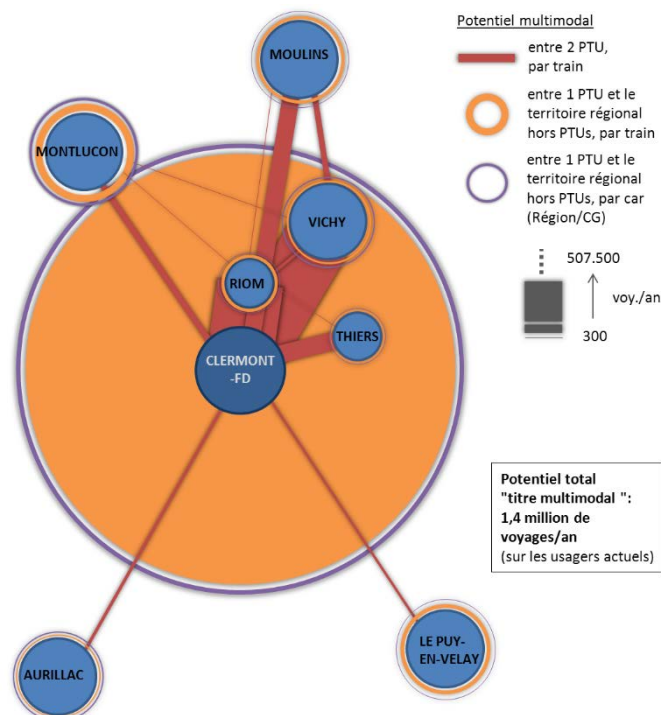 MOULINS
MONTLUCON
VICHY
RIOM
THIERS
CLERMONT
-FD
AURILLAC
LE PUY-
EN-VELAY
Potentiel multimodal
entre 2 PTU,
par train
entre 1 PTU et le
territoire régional
hors PTUs, par train
entre 1 PTU et le
territoire régional
hors PTUs, par car
(Région/CG)
507.500
voy./an
300
Potentiel total
"titre multimodal ":
1,4 million de
voyages/an
(sur les usagers actuels)